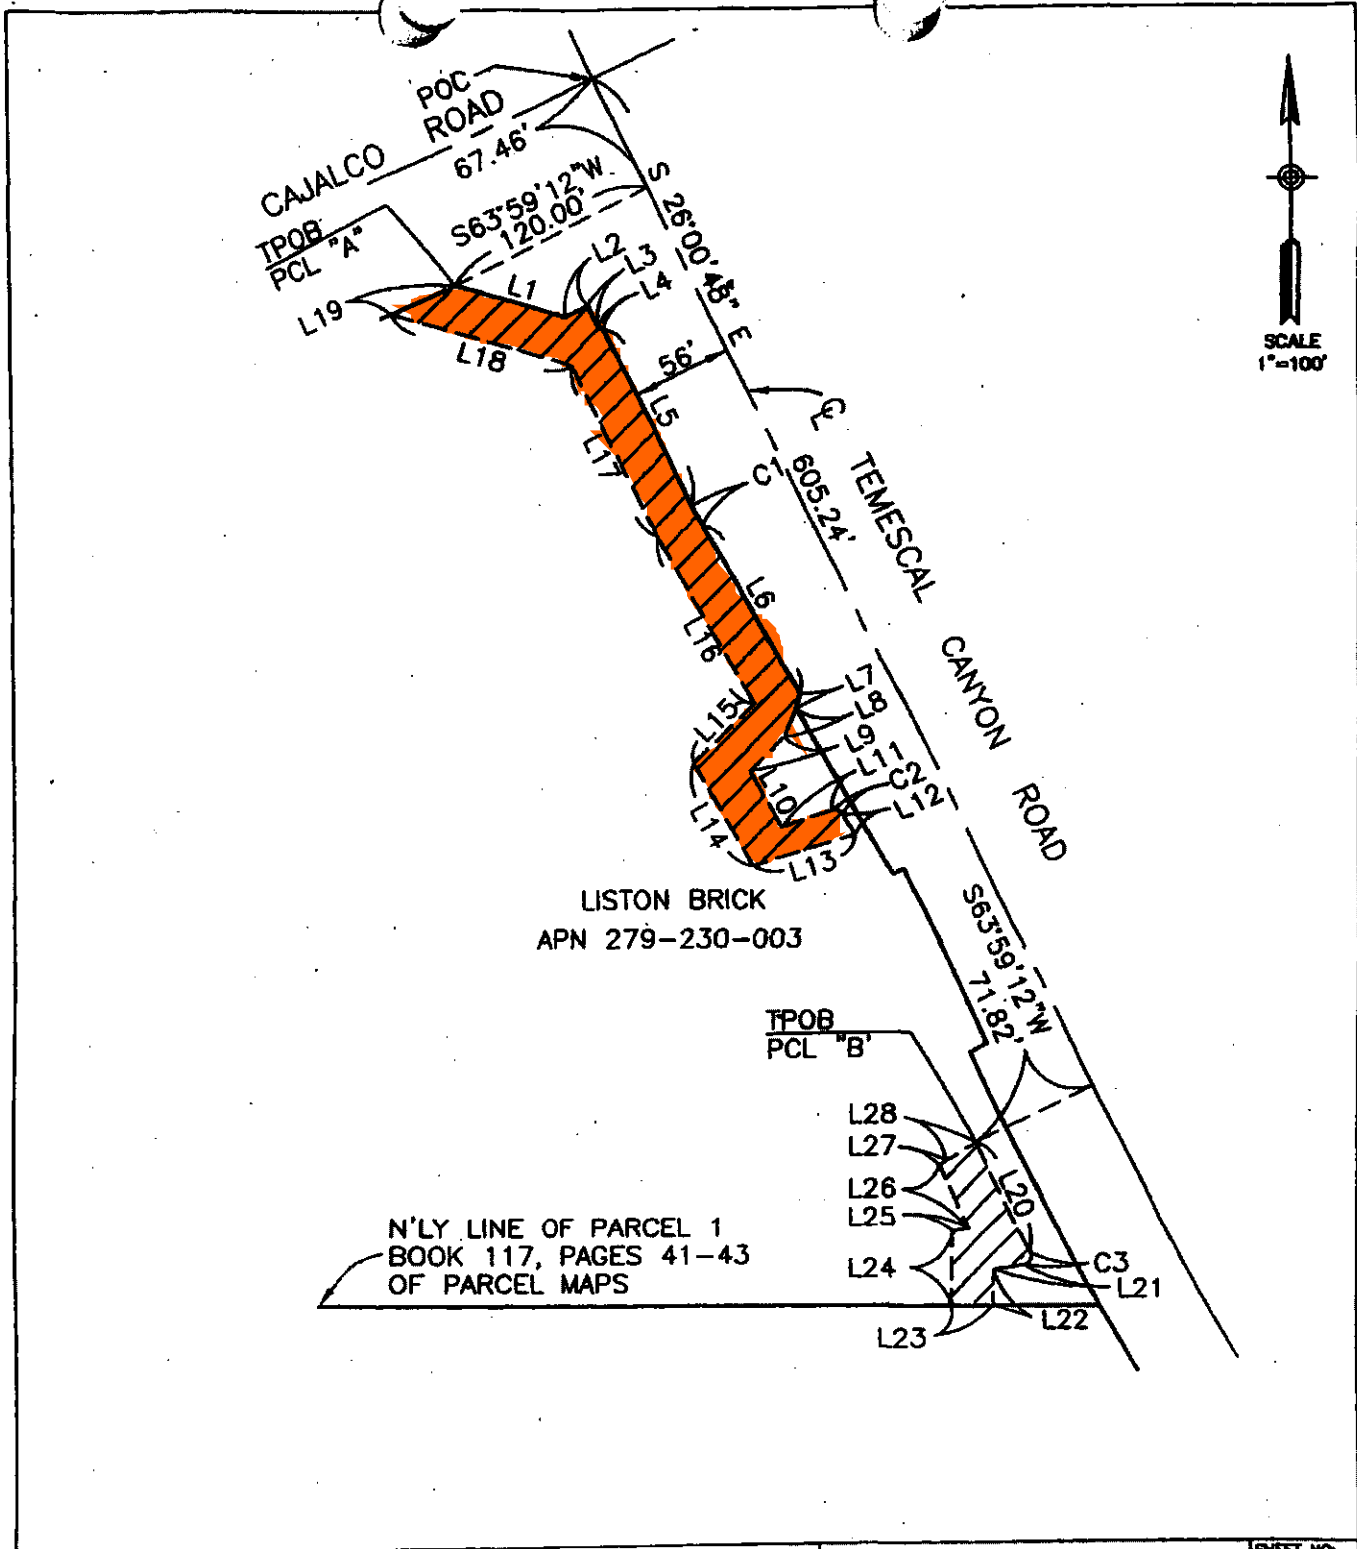 POC
CAJALCO ROAD
67.46'
S63°59'12"W
120.00'
TPOB
PCL "A"
S 26°00'48" E
L1
L2
L3
L4
L19
L18
56'
L5
SCALE
1"=100'
℄ TEMESCAL CANYON ROAD
L17
C1
605.24'
L6
L16
L7
L8
L15
L9
L11
C2
L10
L12
L14
L13
LISTON BRICK
APN 279-230-003
S63°59'12"W
71.82'
TPOB
PCL "B'
L28
L27
L26
L25
L20
L24
C3
L21
L22
L23
N'LY LINE OF PARCEL 1
BOOK 117, PAGES 41-43
OF PARCEL MAPS
SHEET NO.